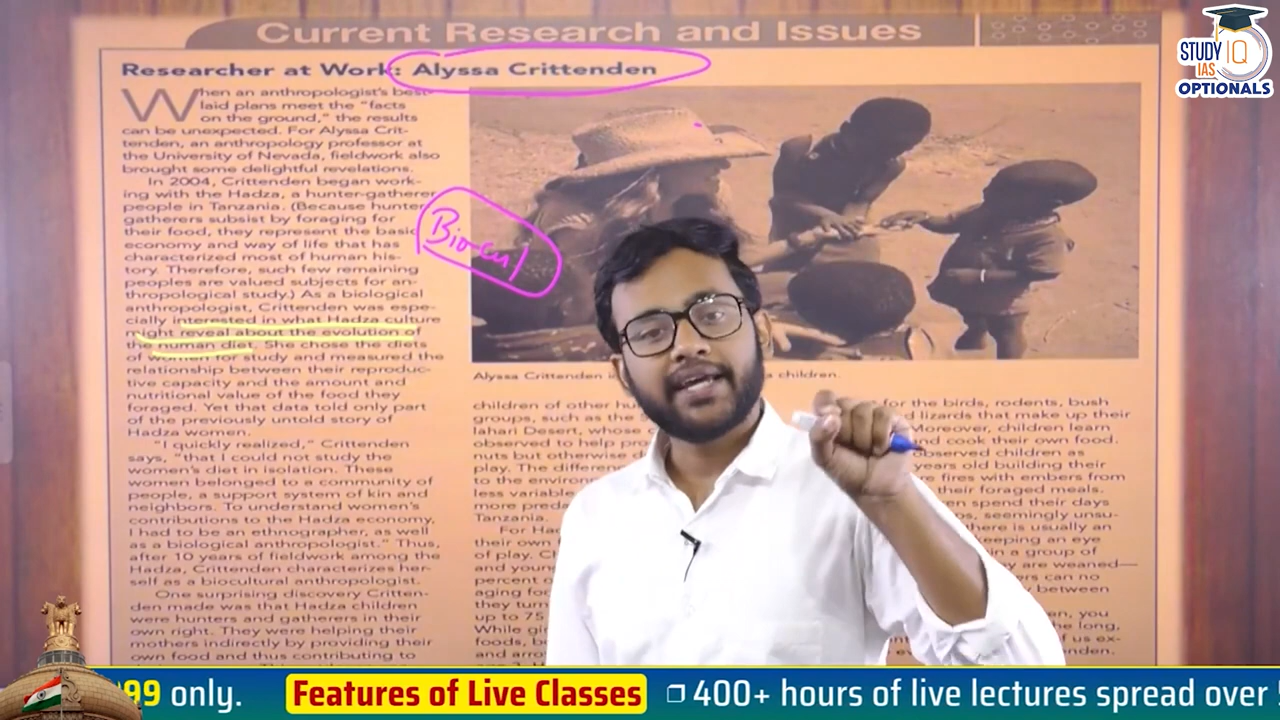 Current Research and Issues
STUDY IQ
IAS
OPTIONALS
Researcher at Work: Alyssa Crittenden
When an anthropologist's best-
laid plans meet the "facts
on the ground," the results
can be unexpected. For Alyssa Crit-
tenden, an anthropology professor at
the University of Nevada, fieldwork also
brought some delightful revelations.
In 2004, Crittenden began work-
ing with the Hadza, a hunter-gatherer
people in Tanzania. (Because hunter
gatherers subsist by foraging for
their food, they represent the basic
economy and way of life that has
characterized most of human his-
tory. Therefore, such few remaining
peoples are valued subjects for an-
thropological study.) As a biological
anthropologist, Crittenden was espe-
cially interested in what Hadza culture
might reveal about the evolution of
the human diet. She chose the diets
of women for study and measured the
relationship between their reproduc-
tive capacity and the amount and
nutritional value of the food they
foraged. Yet that data told only part
of the previously untold story of
Hadza women.
"I quickly realized," Crittenden
says, "that I could not study the
women's diet in isolation. These
women belonged to a community of
people, a support system of kin and
neighbors. To understand women's
contributions to the Hadza economy,
I had to be an ethnographer, as well
as a biological anthropologist." Thus,
after 10 years of fieldwork among the
Hadza, Crittenden characterizes her-
self as a biocultural anthropologist.
One surprising discovery Critten-
den made was that Hadza children
were hunters and gatherers in their
own right. They were helping their
mothers indirectly by providing their
own food and thus contributing to
Biocul
Alyssa Crittenden
children.
children of other
groups, such as the
lahari Desert, whose
observed to help
nuts but otherwise
play. The
to the
less variable
more
Tanzania.
For
their own
of play.
and
percent
aging for
they
up to 75
While
foods,
and
for the birds, rodents, bush
lizards that make up their
Moreover, children learn
and cook their own food.
observed children as
years old building their
fires with embers from
their foraged meals.
spend their days
seemingly unsu-
there is usually an
keeping an eye
in a group of
are weaned—
can no
between
you
the long,
of us ex-
99 only.
Features of Live Classes
400+ hours of live lectures spread over